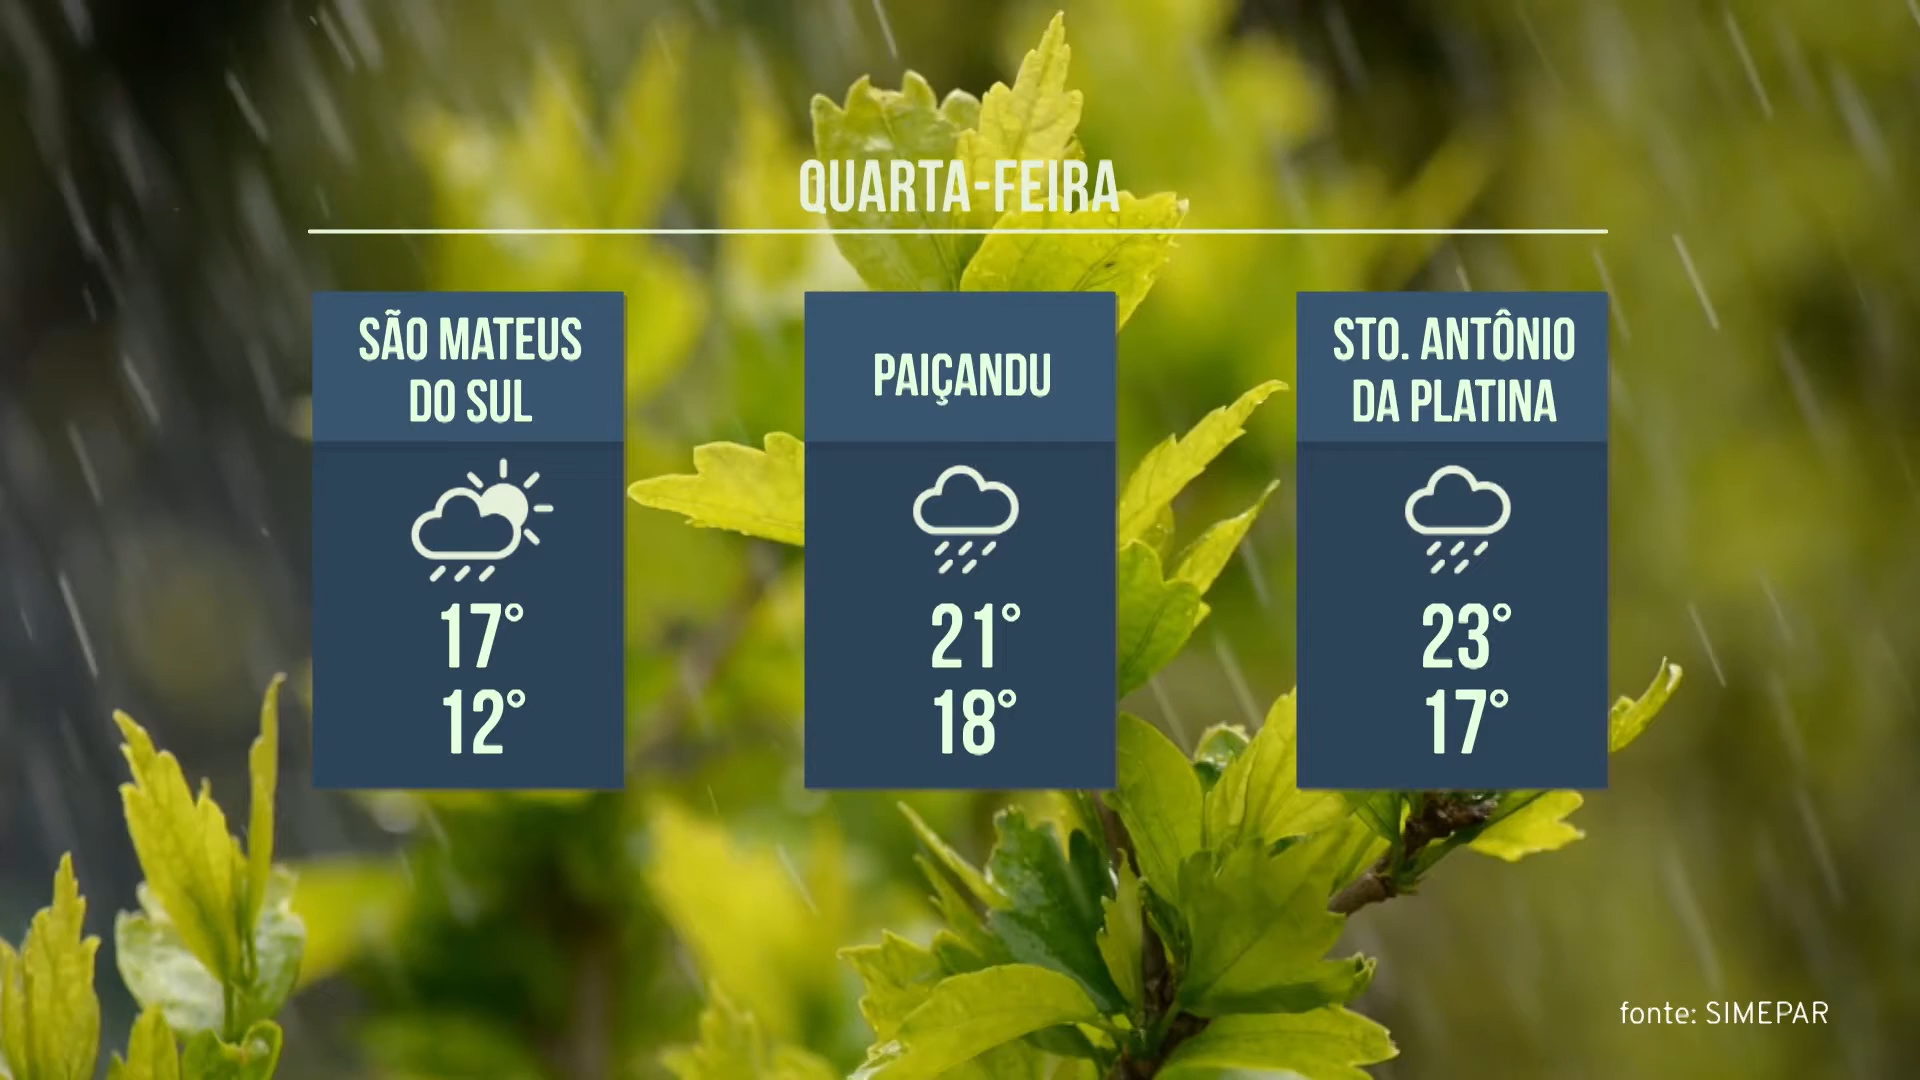 QUARTA-FEIRA
SÃO MATEUS
DO SUL
17°
12°
PAIÇANDU
21°
18°
STO. ANTÔNIO
DA PLATINA
23°
17°
fonte: SIMEPAR